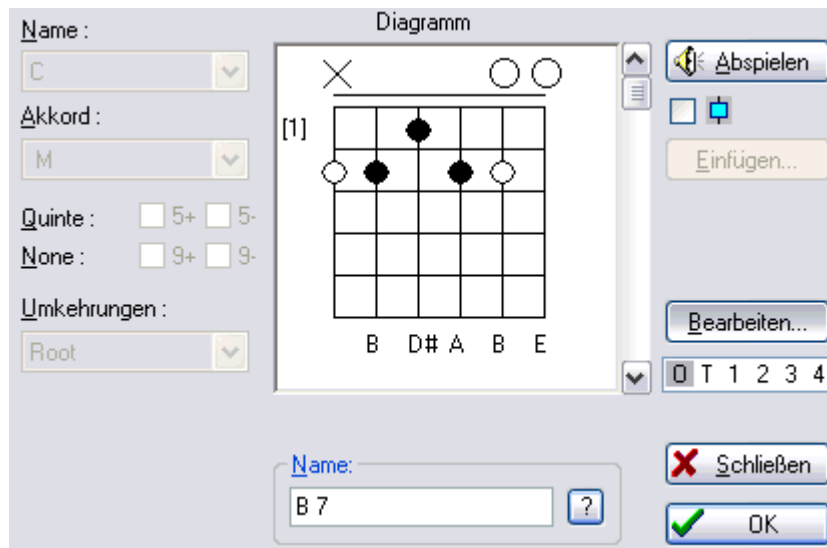 Name :
C
Akkord :
M
Quinte : 5+ 5-
None : 9+ 9-
Umkehrungen :
Root
Diagramm
[1]
B D# A B E
Name:
B 7
?
Abspielen
Einfügen...
Bearbeiten...
0 T 1 2 3 4
Schließen
OK